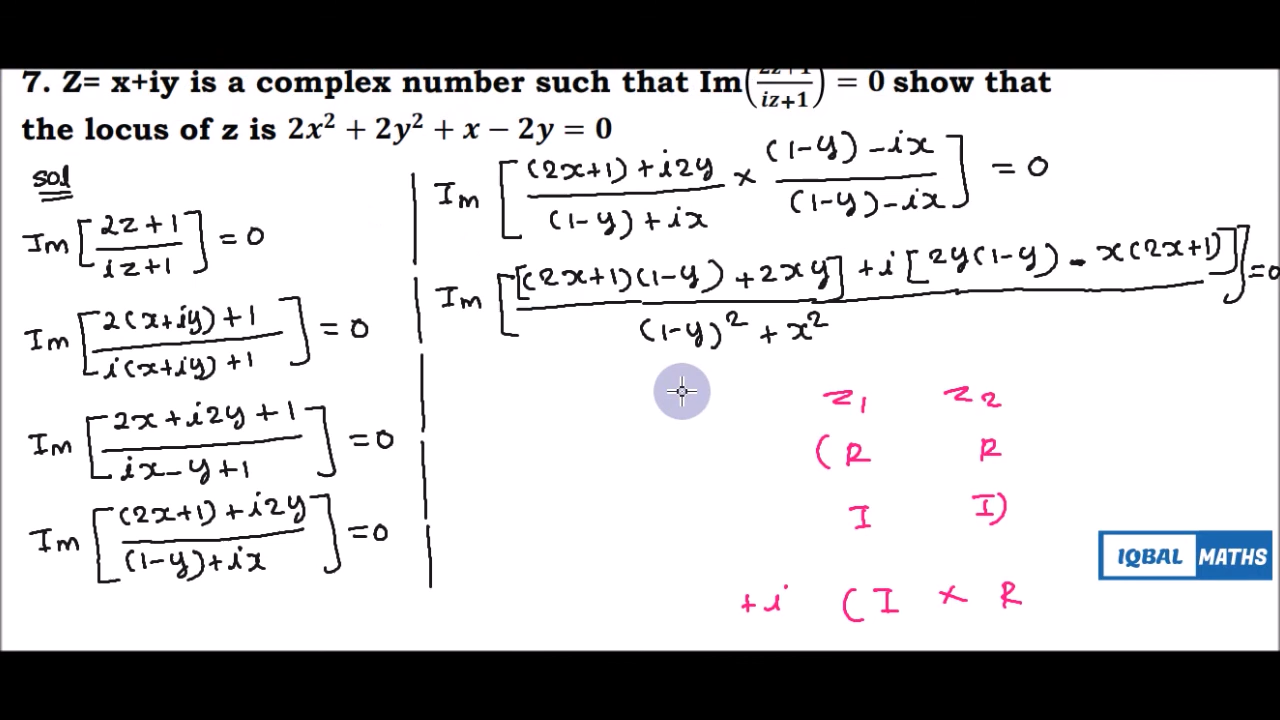 7. Z= x+iy is a complex number such that Im(2z+1/iz+1) = 0 show that
the locus of z is 2x² + 2y² + x − 2y = 0
Sol
Im[2z+1/iz+1] = 0
Im[2(x+iy)+1/i(x+iy)+1] = 0
Im[2x+i2y+1/ix−y+1] = 0
Im[(2x+1)+i2y/(1−y)+ix] = 0
Im[(2x+1)+i2y/(1−y)+ix × (1−y)−ix/(1−y)−ix] = 0
Im[[(2x+1)(1−y)+2xy]+i[2y(1−y)-x(2x+1)]/(1−y)²+x²] = 0
z₁ z₂
(R R
I I)
+i (I × R
IQBAL MATHS